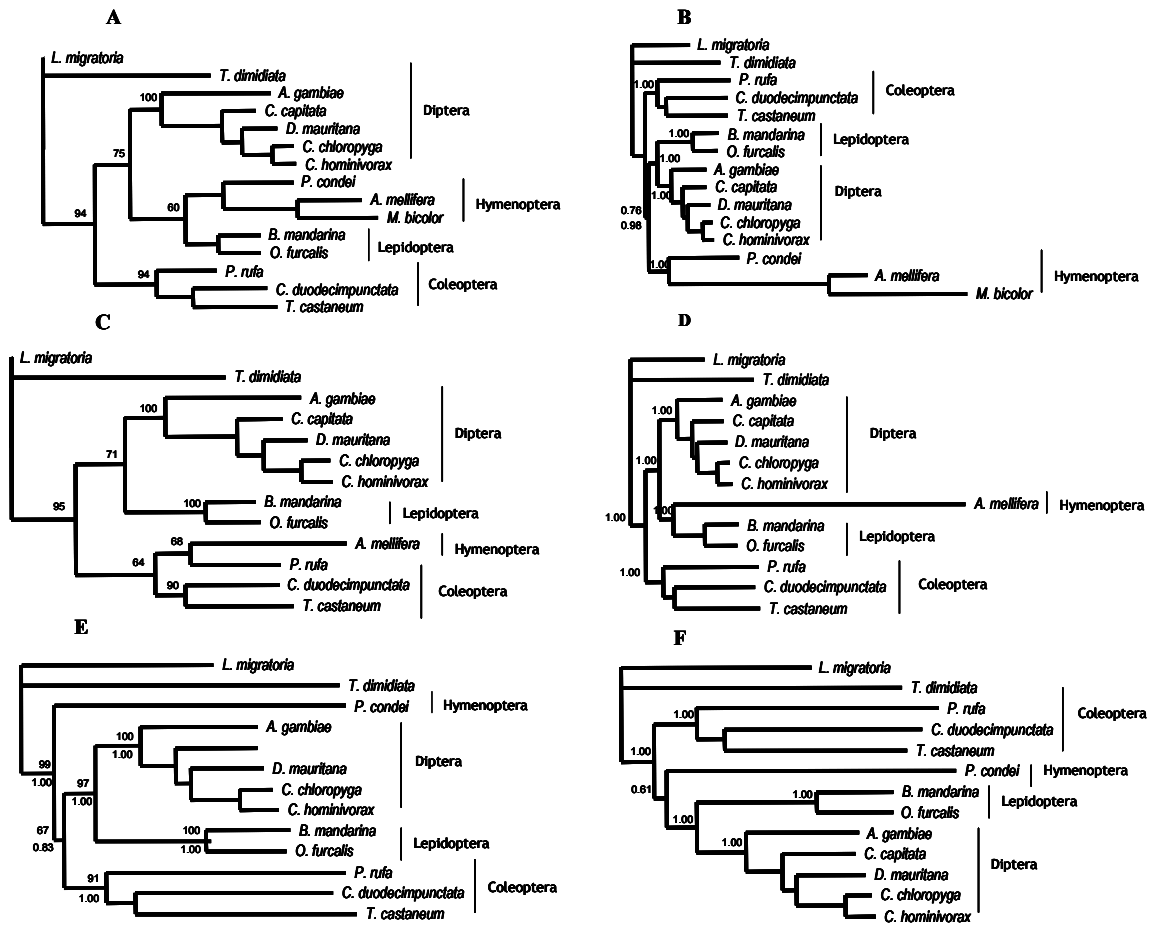 A
L. migratoria
T. dimidiata
100
A. gambiae
C. capitata
D. mauritana
C. chloropyga
C. hominivorax
Diptera
75
P. condei
A. mellifera
M. bicolor
Hymenoptera
60
94
B. mandarina
O. furcalis
Lepidoptera
94
P. rufa
C. duodecimpunctata
T. castaneum
Coleoptera
B
L. migratoria
T. dimidiata
1.00
P. rufa
C. duodecimpunctata
T. castaneum
Coleoptera
1.00
B. mandarina
O. furcalis
Lepidoptera
1.00
A. gambiae
C. capitata
1.00
D. mauritana
C. chloropyga
C. hominivorax
Diptera
0.76
0.98
1.00
P. condei
A. mellifera
M. bicolor
Hymenoptera
C
L. migratoria
T. dimidiata
100
A. gambiae
C. capitata
D. mauritana
C. chloropyga
C. hominivorax
Diptera
71
100
B. mandarina
O. furcalis
Lepidoptera
95
68
A. mellifera
Hymenoptera
64
P. rufa
90
C. duodecimpunctata
T. castaneum
Coleoptera
D
L. migratoria
T. dimidiata
1.00
A. gambiae
C. capitata
D. mauritana
C. chloropyga
C. hominivorax
Diptera
1.00
A. mellifera
Hymenoptera
1.00
1.00
B. mandarina
O. furcalis
Lepidoptera
1.00
P. rufa
C. duodecimpunctata
T. castaneum
Coleoptera
E
L. migratoria
T. dimidiata
P. condei
Hymenoptera
100
1.00
A. gambiae
D. mauritana
C. chloropyga
C. hominivorax
Diptera
99
1.00
97
1.00
100
1.00
B. mandarina
O. furcalis
Lepidoptera
67
0.83
91
1.00
P. rufa
C. duodecimpunctata
T. castaneum
Coleoptera
F
L. migratoria
T. dimidiata
1.00
P. rufa
C. duodecimpunctata
T. castaneum
Coleoptera
1.00
P. condei
Hymenoptera
0.61
1.00
B. mandarina
O. furcalis
Lepidoptera
1.00
1.00
A. gambiae
C. capitata
D. mauritana
C. chloropyga
C. hominivorax
Diptera